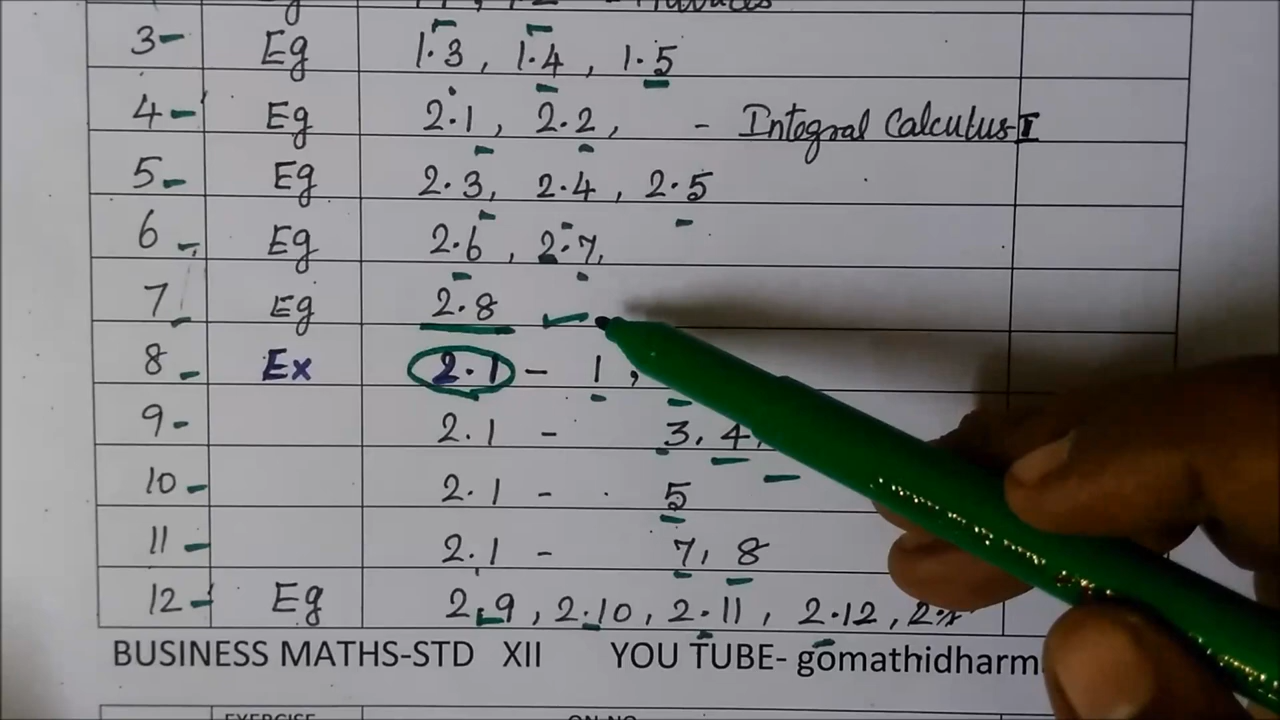 3 Eg 1.3, 1.4, 1.5
4 Eg 2.1, 2.2, - Integral Calculus-I
5 Eg 2.3, 2.4, 2.5
6 Eg 2.6, 2.7,
7 Eg 2.8
8 Ex 2.1 - 1,
9 2.1 - 3, 4,
10 2.1 - 5
11 2.1 - 7, 8
12 Eg 2.9, 2.10, 2.11, 2.12,
BUSINESS MATHS-STD XII YOU TUBE- gomathidharm